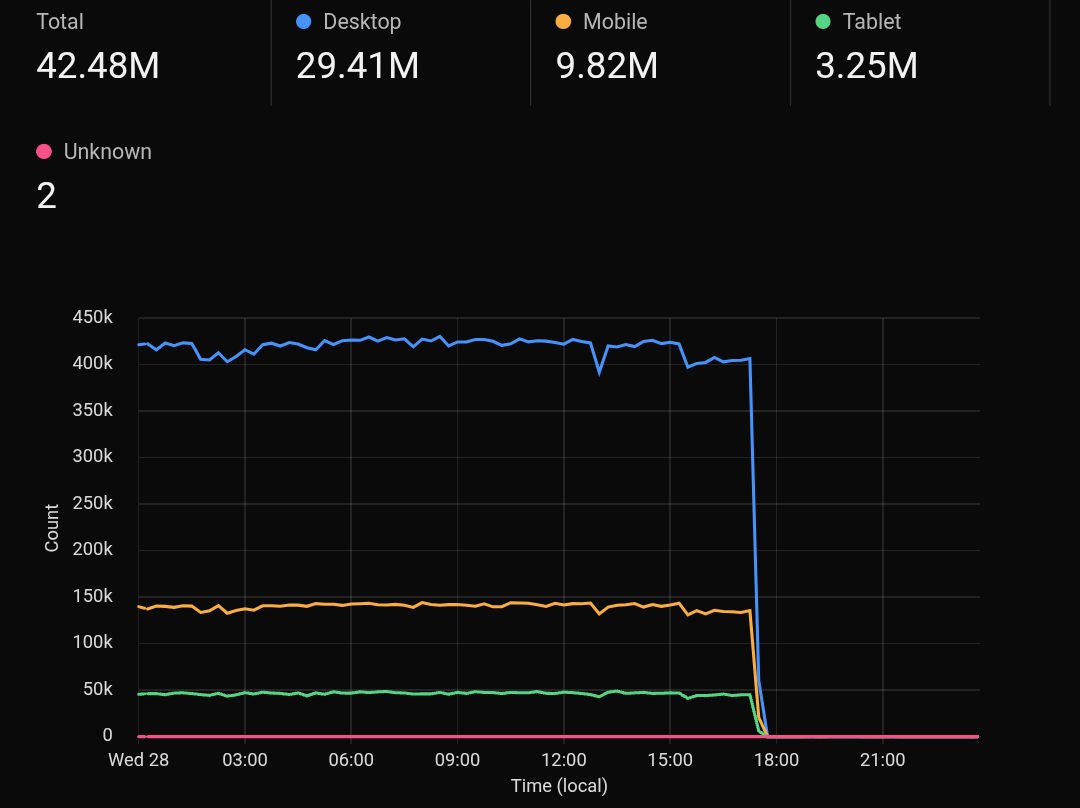 Total
Desktop
Mobile
Tablet
42.48M
29.41M
9.82M
3.25M
Unknown
2
450k
400k
350k
300k
250k
200k
150k
100k
50k
0
Count
Wed 28
03:00
06:00
09:00
12:00
15:00
18:00
21:00
Time (local)